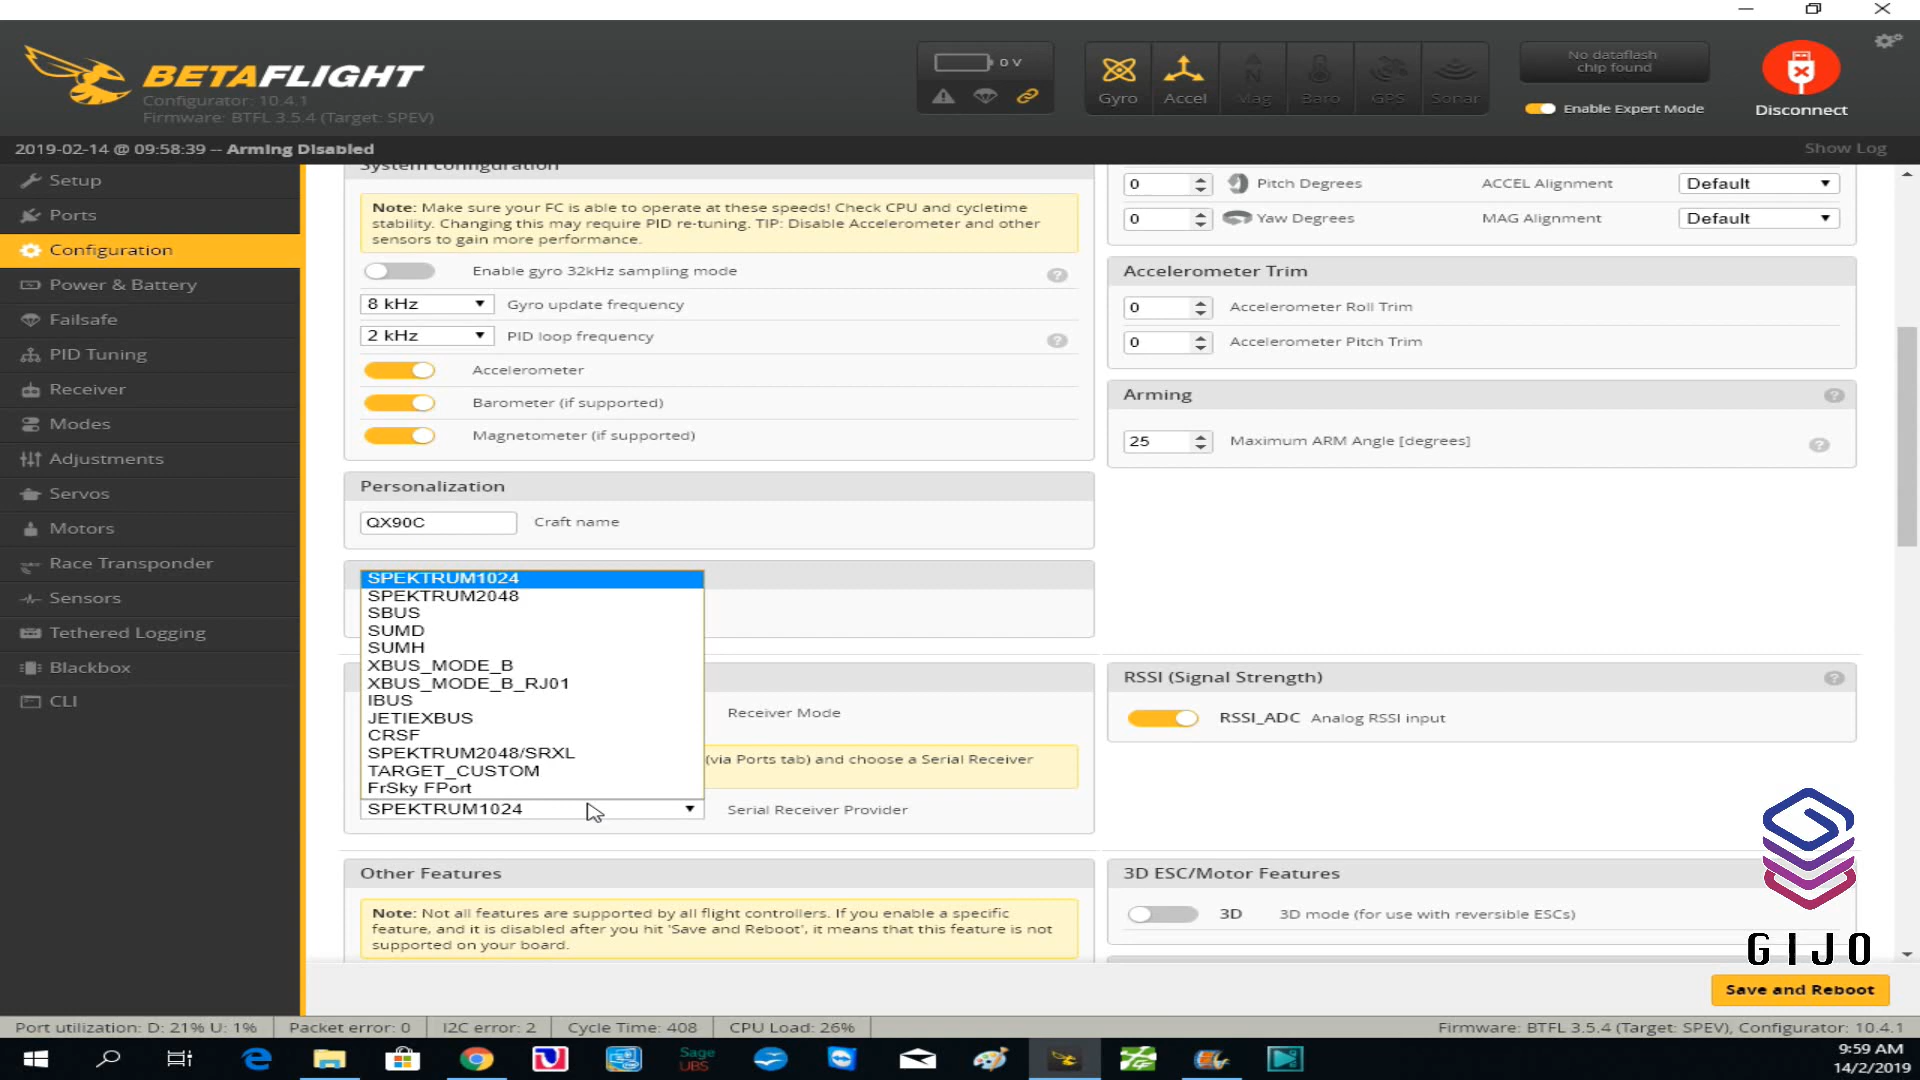 BETAFLIGHT
Configurator: 10.4.1
Firmware: BTFL 3.5.4 (Target: SPEV)
0 V
Gyro
Accel
Mag
Baro
GPS
Sonar
No dataflash
chip found
Enable Expert Mode
Disconnect
2019-02-14 @ 09:58:39 -- Arming Disabled
Show Log
Setup
Ports
Configuration
Power & Battery
Failsafe
PID Tuning
Receiver
Modes
Adjustments
Servos
Motors
Race Transponder
Sensors
Tethered Logging
Blackbox
CLI
System configuration
Note: Make sure your FC is able to operate at these speeds! Check CPU and cycletime
stability. Changing this may require PID re-tuning. TIP: Disable Accelerometer and other
sensors to gain more performance.
Enable gyro 32kHz sampling mode
8 kHz Gyro update frequency
2 kHz PID loop frequency
Accelerometer
Barometer (if supported)
Magnetometer (if supported)
Personalization
QX90C Craft name
SPEKTRUM1024
SPEKTRUM2048
SBUS
SUMD
SUMH
XBUS_MODE_B
XBUS_MODE_B_RJ01
IBUS
JETIEXBUS
CRSF
SPEKTRUM2048/SRXL
TARGET_CUSTOM
FrSky FPort
Receiver Mode
(via Ports tab) and choose a Serial Receiver
SPEKTRUM1024 Serial Receiver Provider
Other Features
Note: Not all features are supported by all flight controllers. If you enable a specific
feature, and it is disabled after you hit 'Save and Reboot', it means that this feature is not
supported on your board.
0 Pitch Degrees ACCEL Alignment Default
0 Yaw Degrees MAG Alignment Default
Accelerometer Trim
0 Accelerometer Roll Trim
0 Accelerometer Pitch Trim
Arming
25 Maximum ARM Angle [degrees]
RSSI (Signal Strength)
RSSI_ADC Analog RSSI input
3D ESC/Motor Features
3D 3D mode (for use with reversible ESCs)
GIJO
Save and Reboot
Port utilization: D: 21% U: 1%
Packet error: 0
I2C error: 2
Cycle Time: 408
CPU Load: 26%
Firmware: BTFL 3.5.4 (Target: SPEV), Configurator: 10.4.1
Sage
UBS
9:59 AM
14/2/2019